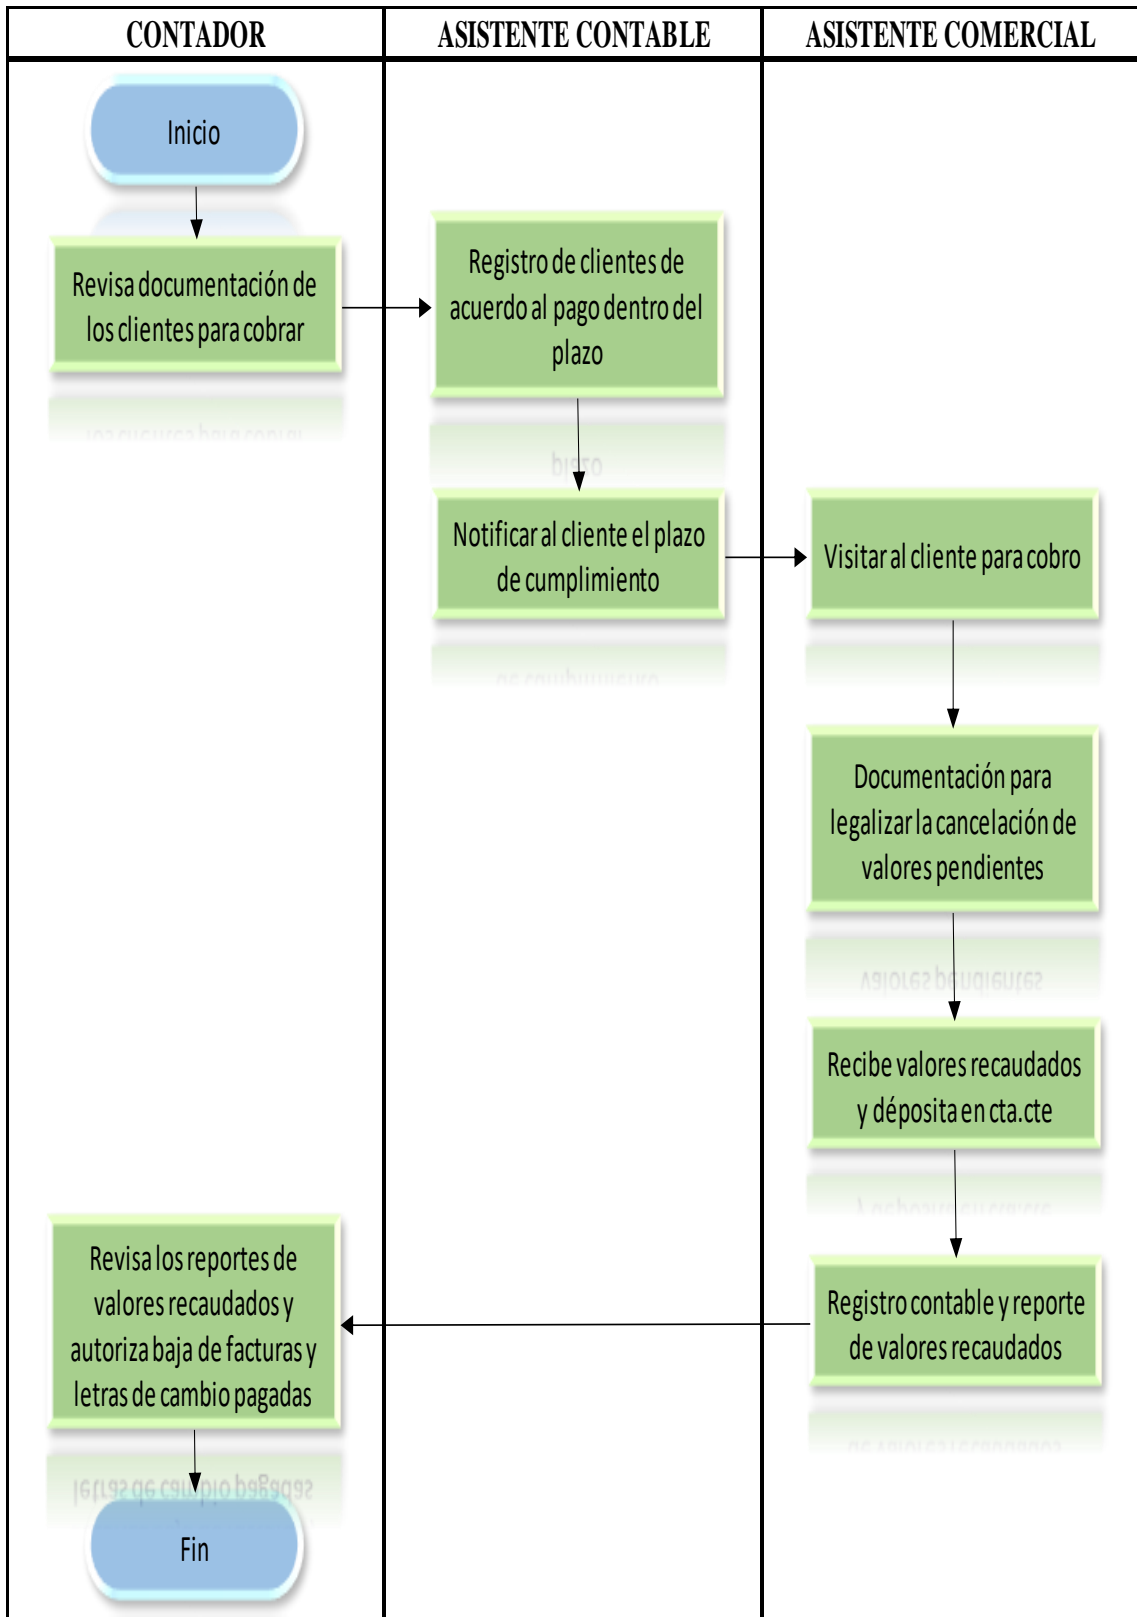 CONTADOR
ASISTENTE CONTABLE
ASISTENTE COMERCIAL
Inicio
Revisa documentación de
los clientes para cobrar
Registro de clientes de
acuerdo al pago dentro del
plazo
Notificar al cliente el plazo
de cumplimiento
Visitar al cliente para cobro
Documentación para
legalizar la cancelación de
valores pendientes
Recibe valores recaudados
y déposita en cta.cte
Registro contable y reporte
de valores recaudados
Revisa los reportes de
valores recaudados y
autoriza baja de facturas y
letras de cambio pagadas
Fin